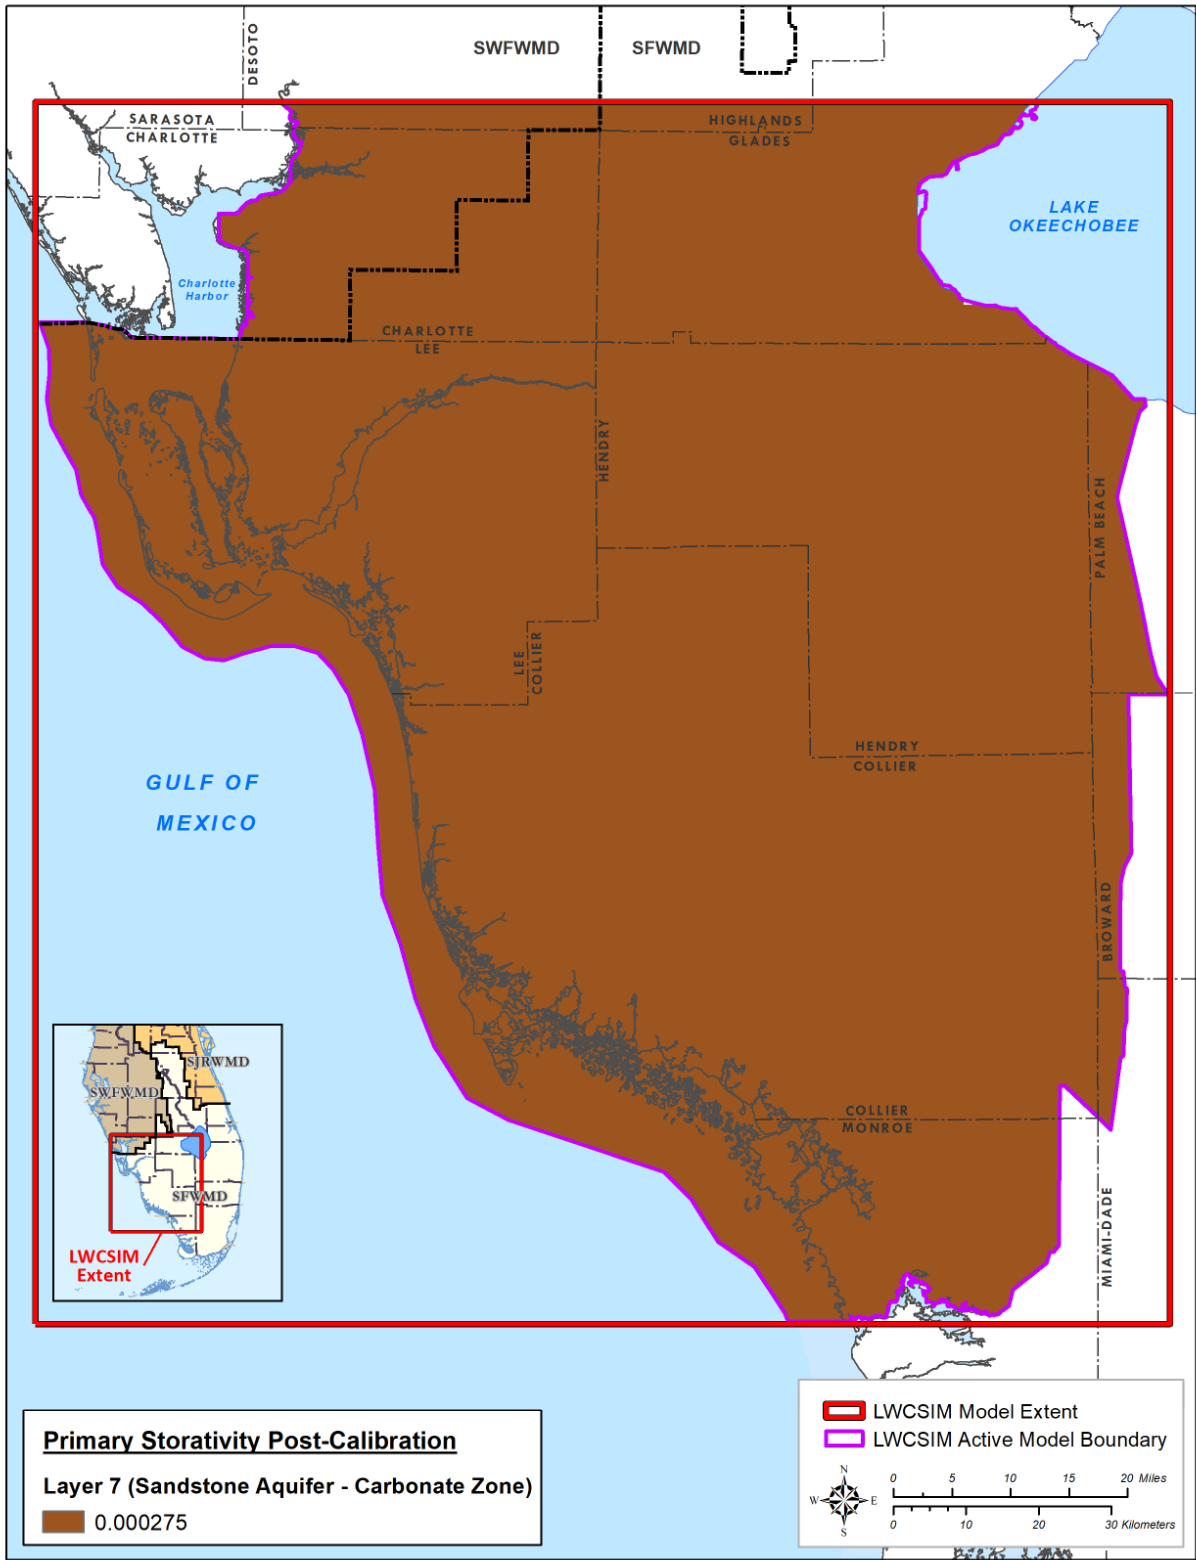 DESOTO
SWFWMD
SFWMD
SARASOTA
CHARLOTTE
HIGHLANDS
GLADES
LAKE
OKEECHOBEE
Charlotte
Harbor
CHARLOTTE
LEE
HENDRY
PALM BEACH
LEE
COLLIER
HENDRY
COLLIER
GULF OF
MEXICO
BROWARD
COLLIER
MONROE
MIAMI-DADE
SJRWMD
SWFWMD
SFWMD
LWCSIM
Extent
Primary Storativity Post-Calibration
Layer 7 (Sandstone Aquifer - Carbonate Zone)
0.000275
LWCSIM Model Extent
LWCSIM Active Model Boundary
N
W E
S
0 5 10 15 20 Miles
0 10 20 30 Kilometers